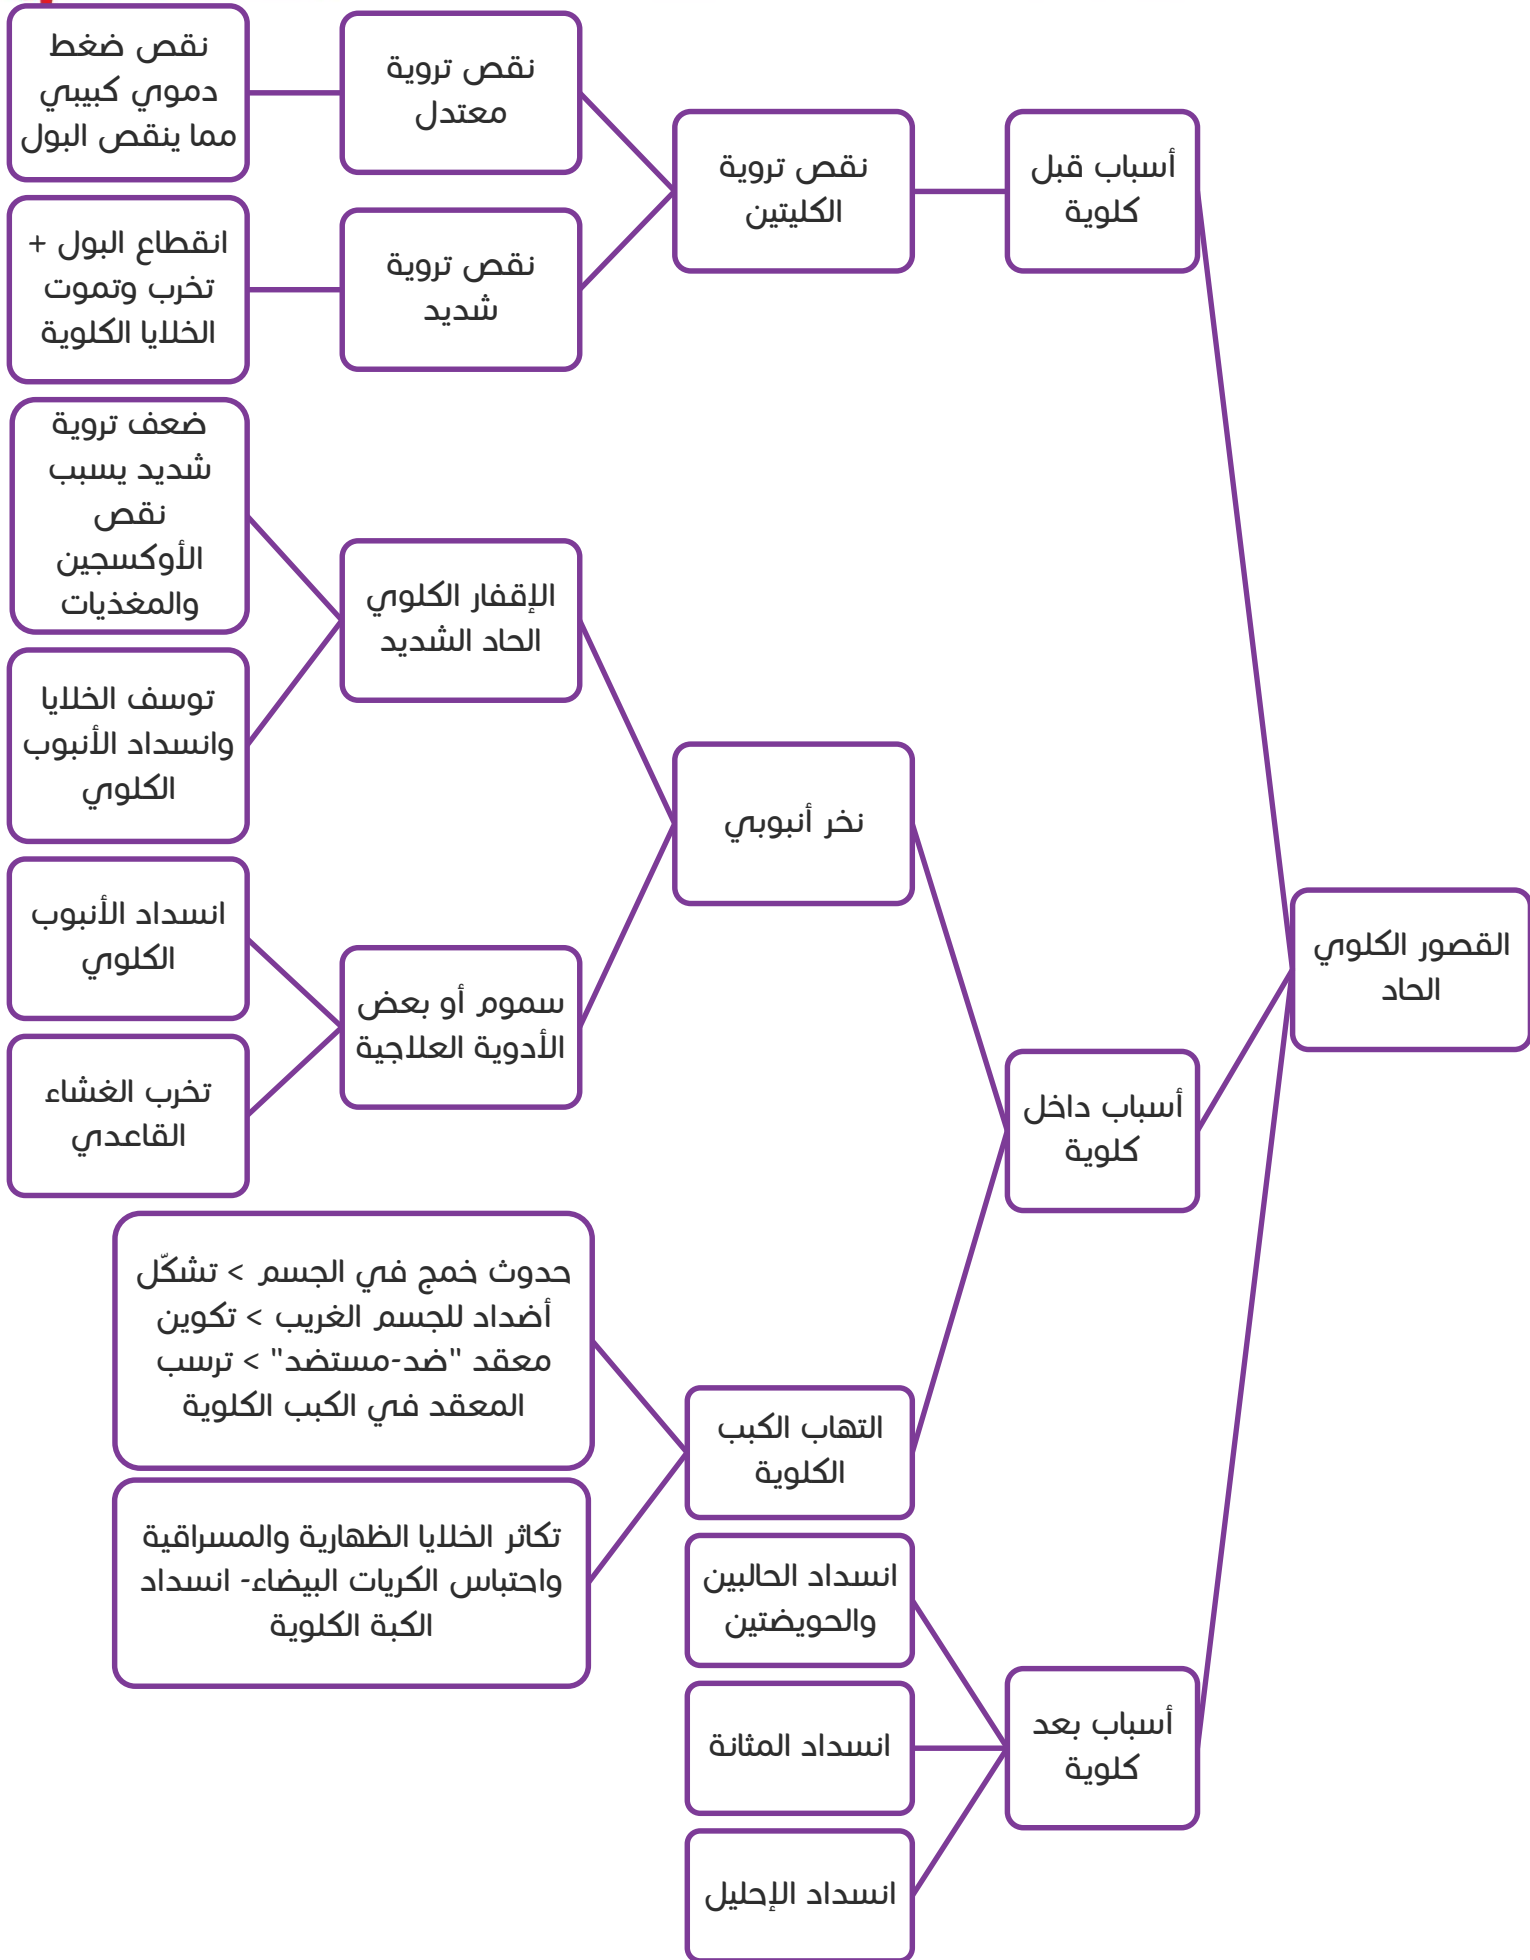 القصور الكلوي
الحاد
أسباب قبل
كلوية
نقص تروية
الكليتين
نقص تروية
معتدل
نقص ضغط
دموي كبيبي
مما ينقص البول
نقص تروية
شديد
انقطاع البول +
تخرب وتموت
الخلايا الكلوية
أسباب داخل
كلوية
نخر أنبوبي
الإقفار الكلوي
الحاد الشديد
ضعف تروية
شديد يسبب
نقص
الأوكسجين
والمغذيات
توسف الخلايا
وانسداد الأنبوب
الكلوي
سموم أو بعض
الأدوية العلاجية
انسداد الأنبوب
الكلوي
تخرب الغشاء
القاعدي
التهاب الكبب
الكلوية
حدوث خمج في الجسم > تشكّل
أضداد للجسم الغريب > تكوين
معقد "ضد-مستضد" > ترسب
المعقد في الكبب الكلوية
تكاثر الخلايا الظهارية والمسراقية
واحتباس الكريات البيضاء- انسداد
الكبة الكلوية
أسباب بعد
كلوية
انسداد الحالبين
والحويضتين
انسداد المثانة
انسداد الإحليل